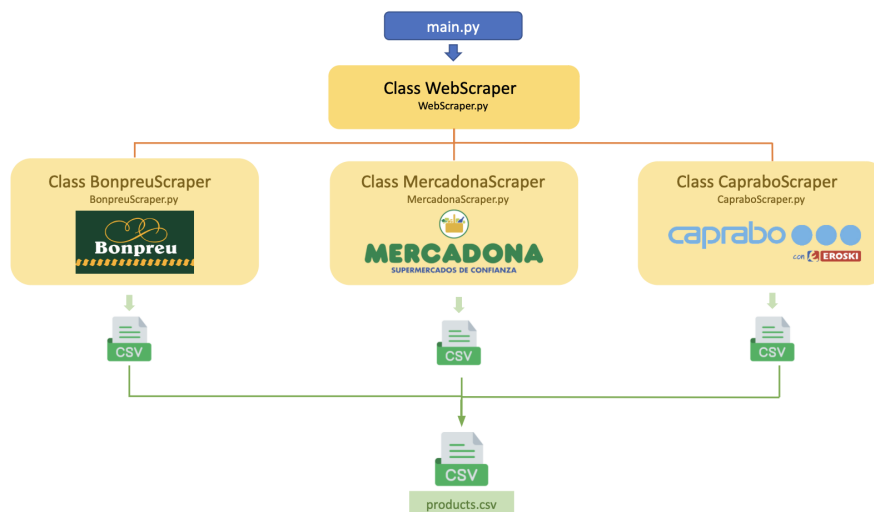 main.py
Class WebScraper
WebScraper.py
Class BonpreuScraper
BonpreuScraper.py
Bonpreu
Class MercadonaScraper
MercadonaScraper.py
MERCADONA
SUPERMERCADOS DE CONFIANZA
Class CapraboScraper
CapraboScraper.py
caprabo
con EROSKI
CSV
CSV
CSV
CSV
products.csv